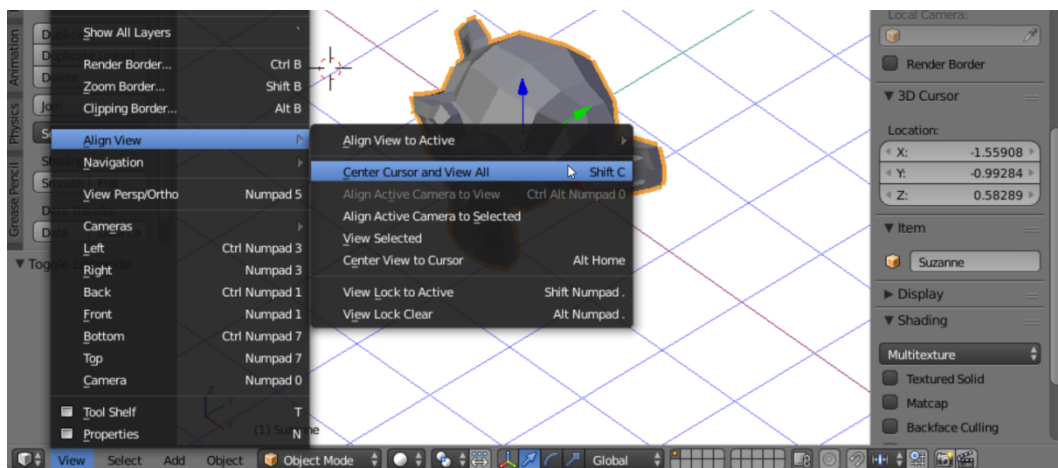 Animation
Physics
Grease Pencil
Show All Layers
Render Border... Ctrl B
Zoom Border... Shift B
Clipping Border... Alt B
Align View
Navigation
View Persp/Ortho Numpad 5
Cameras
Left Ctrl Numpad 3
Right Numpad 3
Back Ctrl Numpad 1
Front Numpad 1
Bottom Ctrl Numpad 7
Top Numpad 7
Camera Numpad 0
Tool Shelf T
Properties N
Align View to Active
Center Cursor and View All Shift C
Align Active Camera to View Ctrl Alt Numpad 0
Align Active Camera to Selected
View Selected
Center View to Cursor Alt Home
View Lock to Active Shift Numpad .
View Lock Clear Alt Numpad .
Local Camera:
Render Border
3D Cursor
Location:
X: -1.55908
Y: -0.99284
Z: 0.58289
Item
Suzanne
Display
Shading
Multitexture
Textured Solid
Matcap
Backface Culling
View Select Add Object Object Mode Global